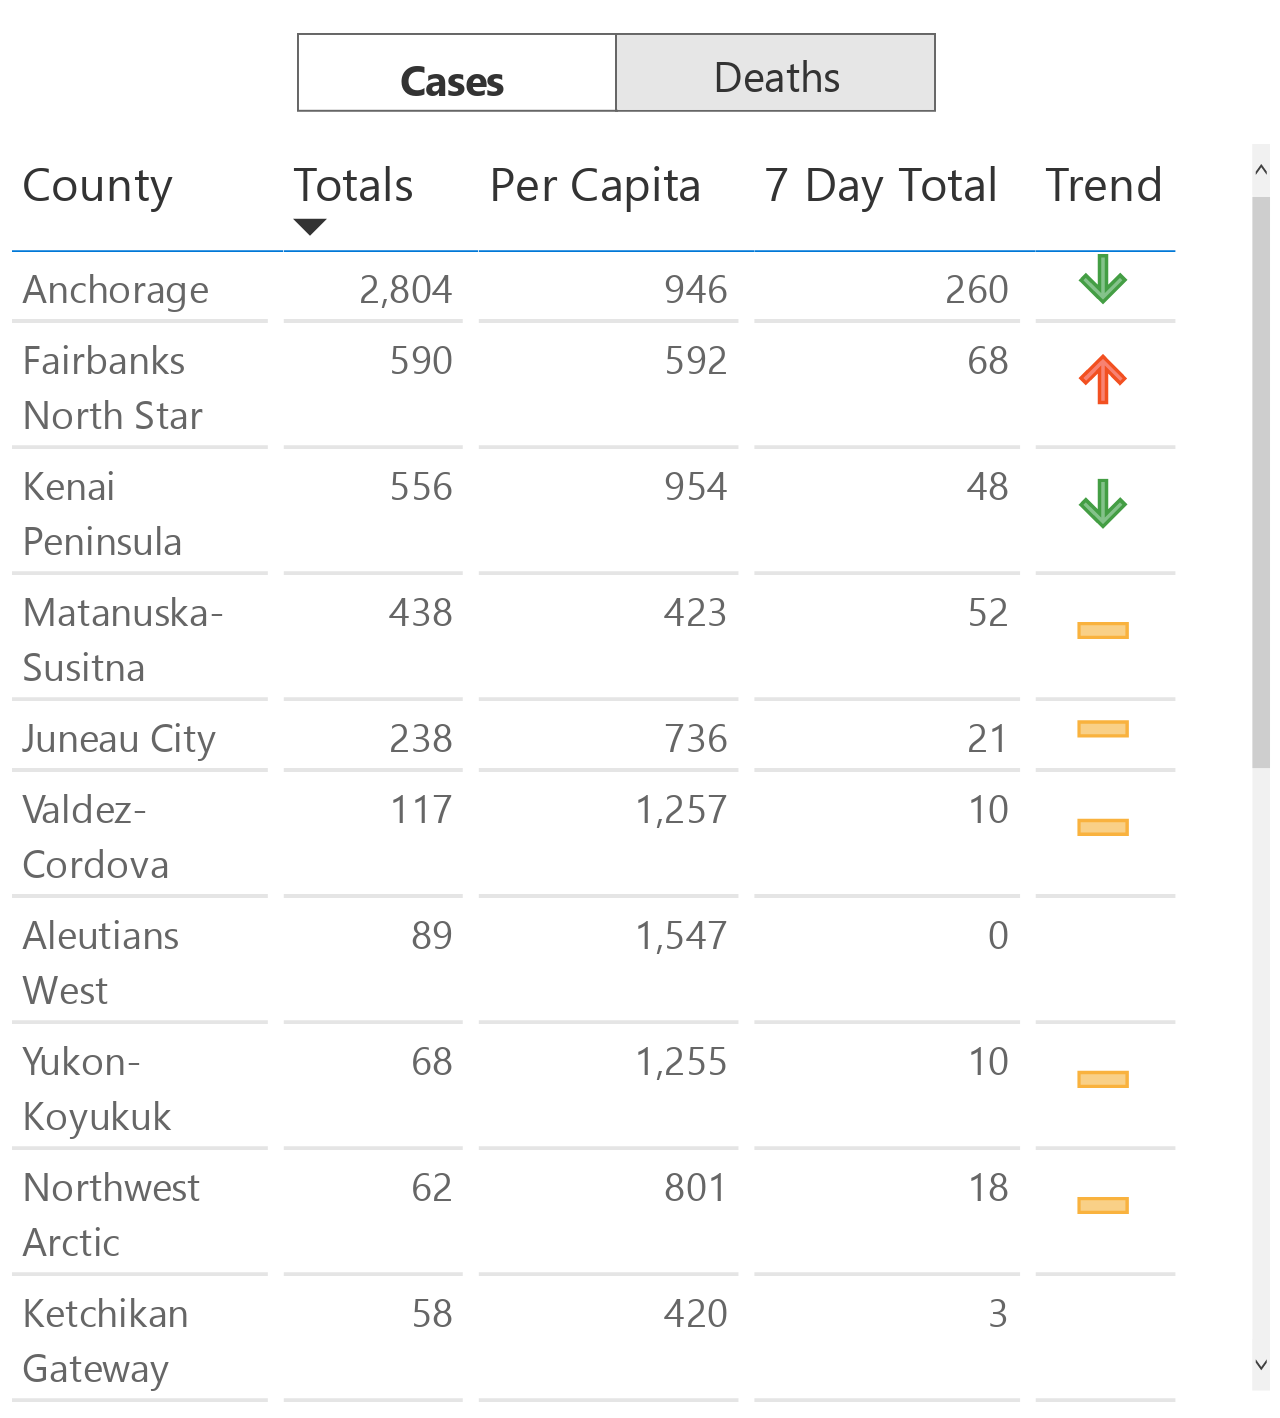 Cases Deaths
County Totals Per Capita 7 Day Total Trend
Anchorage 2,804 946 260
Fairbanks 590 592 68
North Star
Kenai 556 954 48
Peninsula
Matanuska- 438 423 52
Susitna
Juneau City 238 736 21
Valdez- 117 1,257 10
Cordova
Aleutians 89 1,547 0
West
Yukon- 68 1,255 10
Koyukuk
Northwest 62 801 18
Arctic
Ketchikan 58 420 3
Gateway